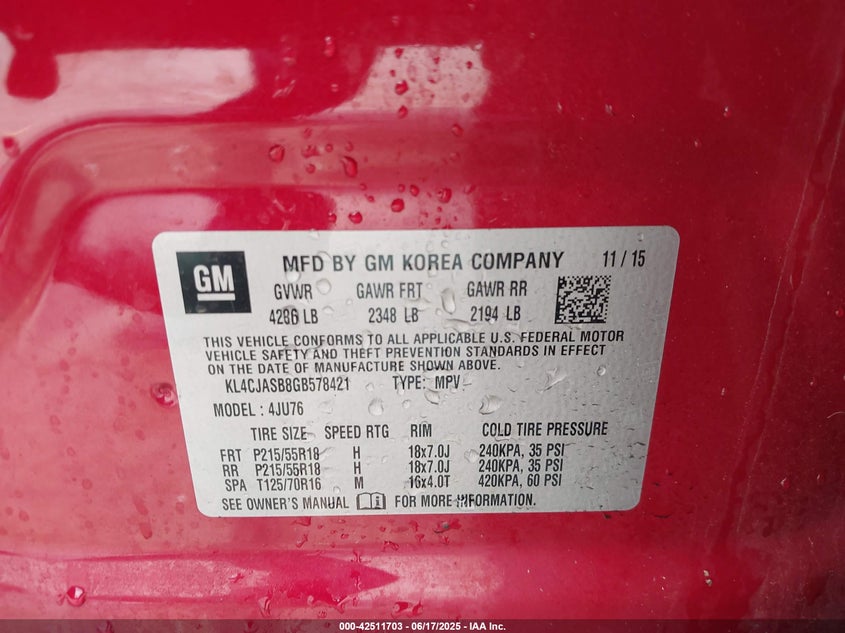 GM
MFD BY GM KOREA COMPANY 11 / 15
GVWR GAWR FRT GAWR RR
4286 LB 2348 LB 2194 LB
THIS VEHICLE CONFORMS TO ALL APPLICABLE U.S. FEDERAL MOTOR
VEHICLE SAFETY AND THEFT PREVENTION STANDARDS IN EFFECT
ON THE DATE OF MANUFACTURE SHOWN ABOVE.
KL4CJASB8GB578421 TYPE: MPV
MODEL : 4JU76
TIRE SIZE SPEED RTG RIM COLD TIRE PRESSURE
FRT P215/55R18 H 18x7.0J 240KPA, 35 PSI
RR P215/55R18 H 18x7.0J 240KPA, 35 PSI
SPA T125/70R16 M 16x4.0T 420KPA, 60 PSI
SEE OWNER'S MANUAL FOR MORE INFORMATION.
000-42511703 - 06/17/2025 - IAA Inc.